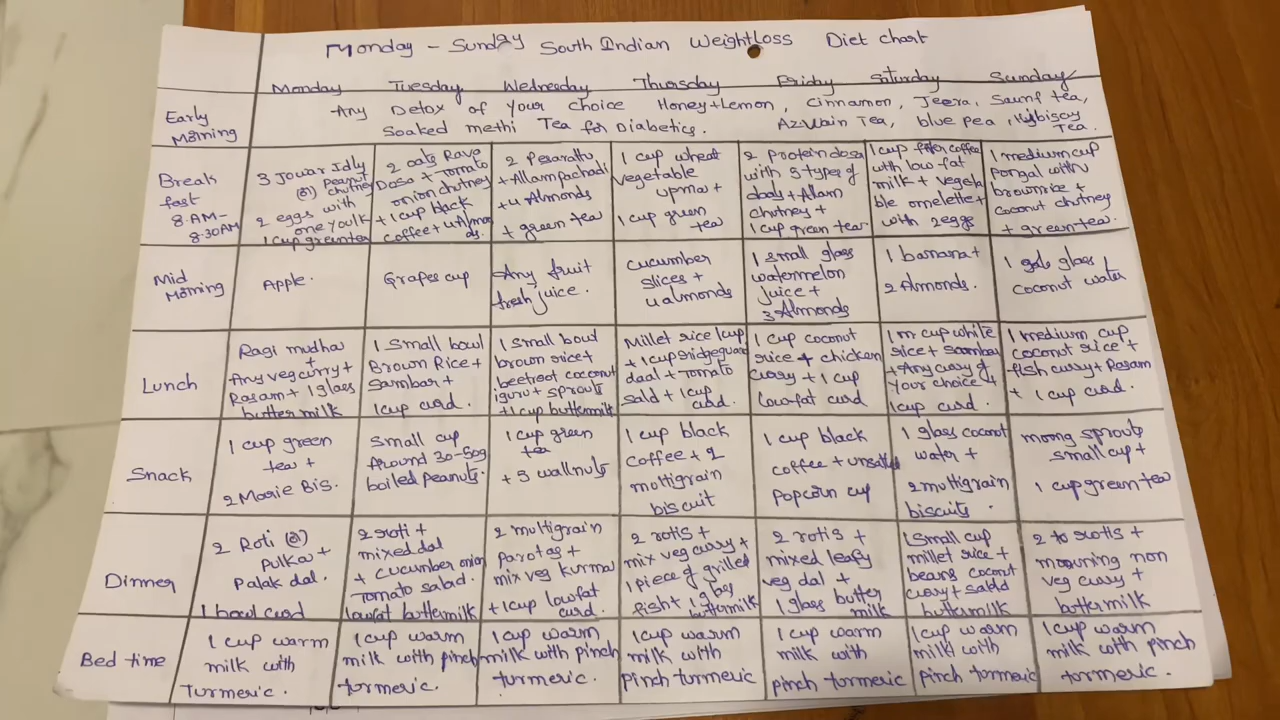 Monday - Sunday South Indian Weightloss Diet chart
Monday Tuesday Wednesday Thursday Friday Saturday Sunday
Early
Morning
Any Detox of Your Choice Honey+Lemon, Cinnamon, Jeera, Saunf tea,
Soaked methi Tea for Diabetics. Azwain Tea, blue pea,
Tea.
Break
fast
8 AM-
8-30AM
3 Jowar Idly
(or) Peanut
chutney
2 eggs with
one yolk
1 cup greentea
2 oats Rava
Dosa + Tomato
onion chutney
+ 1 cup black
coffee + 4
2 Pesarattu
+ Allampachadi
+ 4 Almonds
+ green tea
1 cup wheat
vegetable
upma +
1 cup green
tea
2 protein dosa
with 5 types of
daals + Allam
chutney +
1 cup green tea
1 cup filter coffee
with low-fat
milk + vegeta
ble omelette +
with 2 eggs
1 medium cup
pongal with
brownrice +
coconut chutney
+ green tea.
Mid
Morning
Apple.
Grapes cup
Any fruit
fresh juice.
cucumber
slices +
4 almonds
1 small glass
watermelon
juice +
3 Almonds
1 banana +
2 Almonds.
1 glass
coconut water
Lunch
Ragi mudha
+
Any veg curry +
Rasam + 1 glass
butter milk
1 Small bowl
Brown Rice +
Sambar +
1 cup curd.
1 Small bowl
brown rice +
beetroot coconut
iguru + sprouts
+ 1 cup buttermilk
Millet rice 1 cup
+ 1 cup ridgeguard
daal + Tomato
sald + 1 cup
curd.
1 cup coconut
rice + chicken
curry + 1 cup
lowfat curd
1 m cup white
rice + sambar
+ Any curry of
your choice +
1 cup curd.
1 medium cup
coconut rice +
fish curry + Rasam
+ 1 cup curd
Snack
1 cup green
tea +
2 Marie Bis.
Small cup
Around 30-50g
boiled peanuts.
1 cup green
tea
+ 3 wallnuts
1 cup black
coffee + 2
multigrain
biscuit
1 cup black
coffee + unsalted
popcorn cup
1 glass coconut
water +
2 multigrain
biscuits.
moong sprouts
small cup +
1 cup green tea
Dinner
2 Roti (or)
Pulkas +
Palak dal.
1 bowl curd
2 roti +
mixed dal
+ cucumber onion
Tomato salad.
lowfat buttermilk
2 multigrain
Parotas +
mix veg kurma
+ 1 cup lowfat
curd.
2 rotis +
mix veg curry +
1 piece of grilled
fish + 1 glass
buttermilk
2 rotis +
mixed leafy
veg dal +
1 glass butter
milk
1 Small cup
millet rice +
beans coconut
curry + salad
buttermilk
2 rotis +
mourning non
veg curry +
buttermilk
Bed time
1 cup warm
milk with
turmeric.
1 cup warm
milk with pinch
turmeric.
1 cup warm
milk with pinch
turmeric.
1 cup warm
milk with
pinch turmeric
1 cup warm
milk with
pinch turmeric
1 cup warm
milk with
pinch turmeric
1 cup warm
milk with pinch
turmeric.